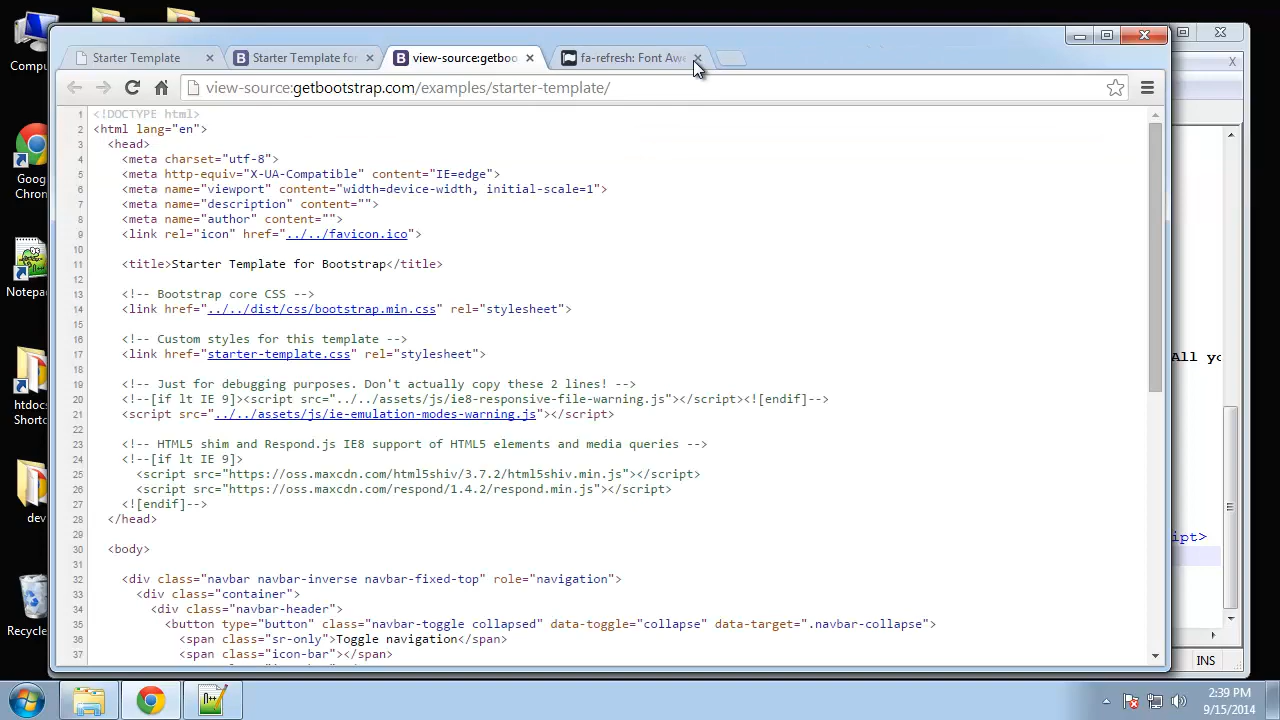 Compu
Goog
Chron
Notepa
htdoc
Shortc
dev
Recycle
Starter Template
Starter Template for
view-source:getboo
fa-refresh: Font Awe
view-source:getbootstrap.com/examples/starter-template/
1 <!DOCTYPE html>
2 <html lang="en">
3 <head>
4 <meta charset="utf-8">
5 <meta http-equiv="X-UA-Compatible" content="IE=edge">
6 <meta name="viewport" content="width=device-width, initial-scale=1">
7 <meta name="description" content="">
8 <meta name="author" content="">
9 <link rel="icon" href="../../favicon.ico">
10
11 <title>Starter Template for Bootstrap</title>
12
13 <!-- Bootstrap core CSS -->
14 <link href="../../dist/css/bootstrap.min.css" rel="stylesheet">
15
16 <!-- Custom styles for this template -->
17 <link href="starter-template.css" rel="stylesheet">
18
19 <!-- Just for debugging purposes. Don't actually copy these 2 lines! -->
20 <!--[if lt IE 9]><script src="../../assets/js/ie8-responsive-file-warning.js"></script><![endif]-->
21 <script src="../../assets/js/ie-emulation-modes-warning.js"></script>
22
23 <!-- HTML5 shim and Respond.js IE8 support of HTML5 elements and media queries -->
24 <!--[if lt IE 9]>
25 <script src="https://oss.maxcdn.com/html5shiv/3.7.2/html5shiv.min.js"></script>
26 <script src="https://oss.maxcdn.com/respond/1.4.2/respond.min.js"></script>
27 <![endif]-->
28 </head>
29
30 <body>
31
32 <div class="navbar navbar-inverse navbar-fixed-top" role="navigation">
33 <div class="container">
34 <div class="navbar-header">
35 <button type="button" class="navbar-toggle collapsed" data-toggle="collapse" data-target=".navbar-collapse">
36 <span class="sr-only">Toggle navigation</span>
37 <span class="icon-bar"></span>
All yo
ipt>
INS
2:39 PM
9/15/2014